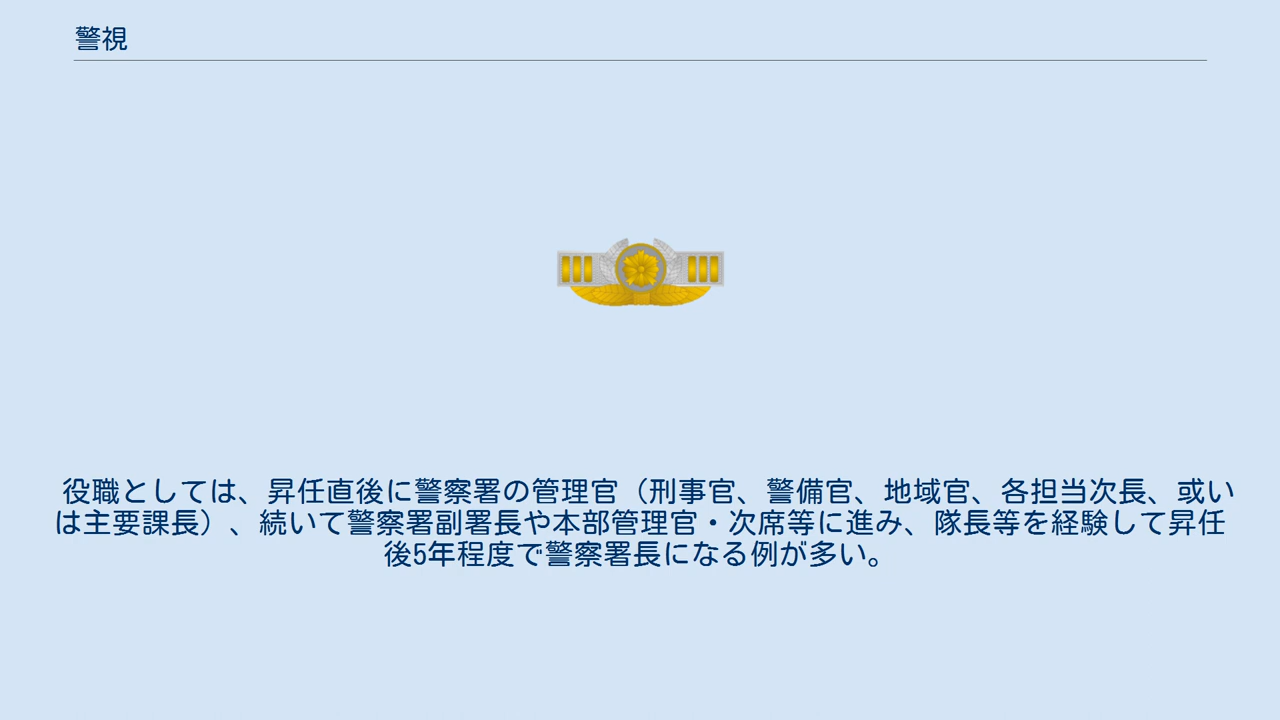 警視
役職としては、昇任直後に警察署の管理官（刑事官、警備官、地域官、各担当次長、或い
は主要課長）、続いて警察署副署長や本部管理官・次席等に進み、隊長等を経験して昇任
後5年程度で警察署長になる例が多い。